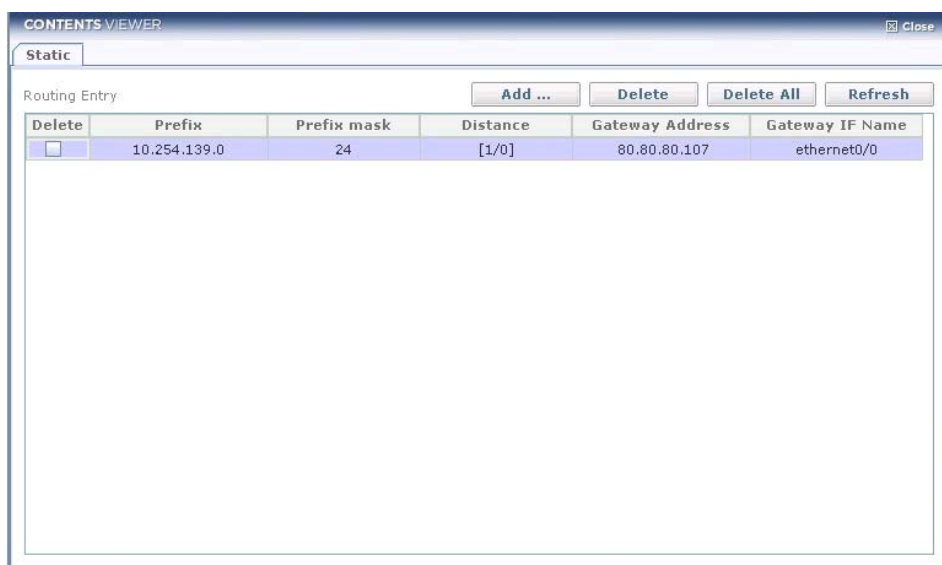 CONTENTS VIEWER
Close
Static
Routing Entry
Add ...
Delete
Delete All
Refresh
Delete Prefix Prefix mask Distance Gateway Address Gateway IF Name
10.254.139.0 24 [1/0] 80.80.80.107 ethernet0/0